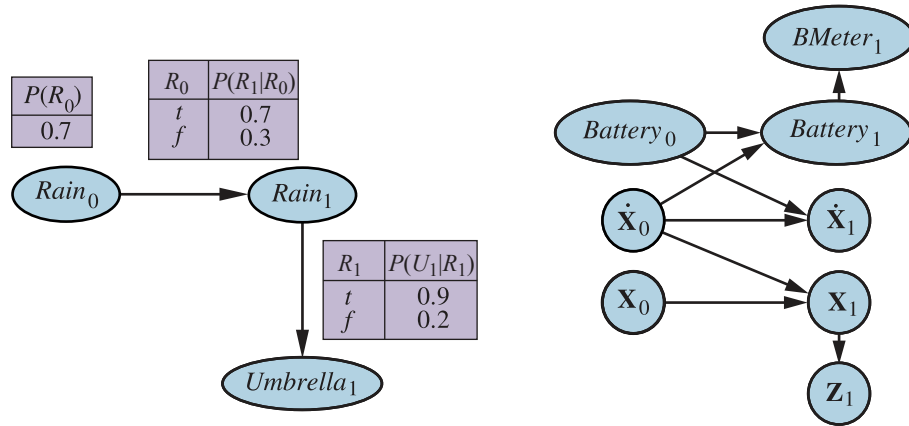 P(R₀)
0.7
R₀ P(R₁|R₀)
t 0.7
f 0.3
Rain₀
Rain₁
R₁ P(U₁|R₁)
t 0.9
f 0.2
Umbrella₁
BMeter₁
Battery₀
Battery₁
Ẋ₀
Ẋ₁
X₀
X₁
Z₁